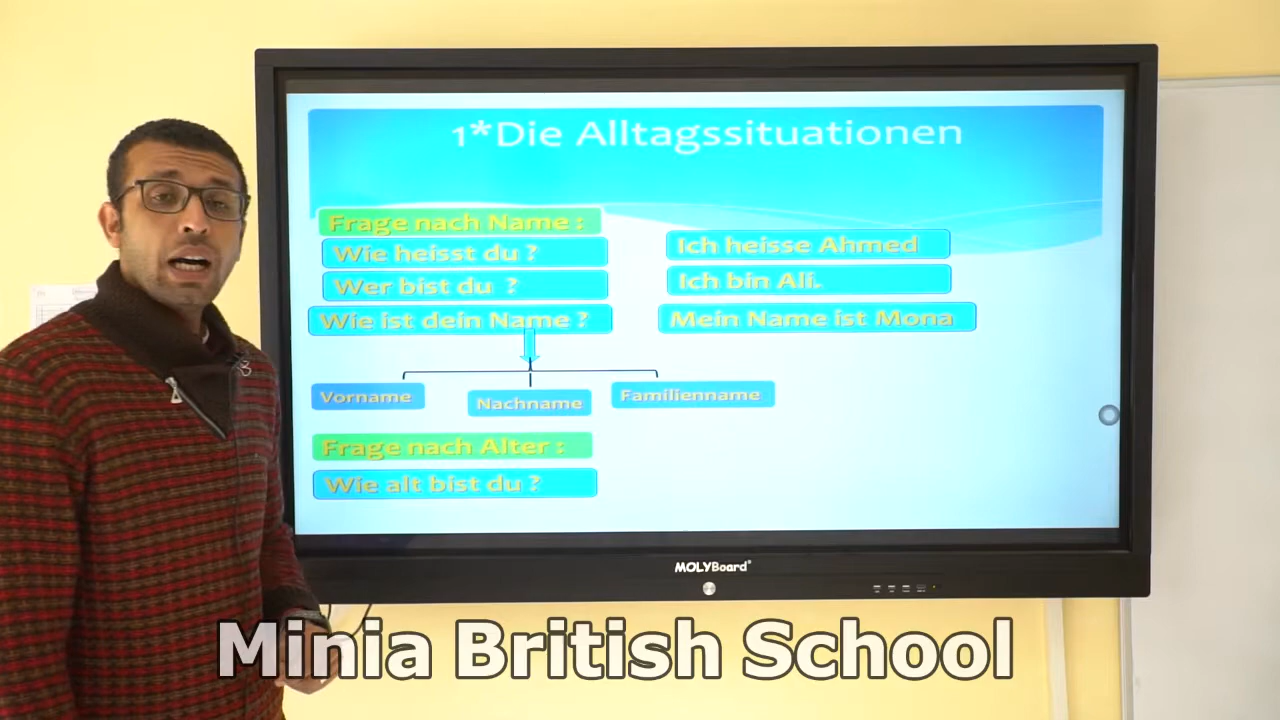 1*Die Alltagssituationen
Frage nach Name :
Wie heisst du ?
Ich heisse Ahmed
Wer bist du ?
Ich bin Ali.
Wie ist dein Name ?
Mein Name ist Mona
Vorname
Nachname
Familienname
Frage nach Alter :
Wie alt bist du ?
MOLYBoard
Minia British School